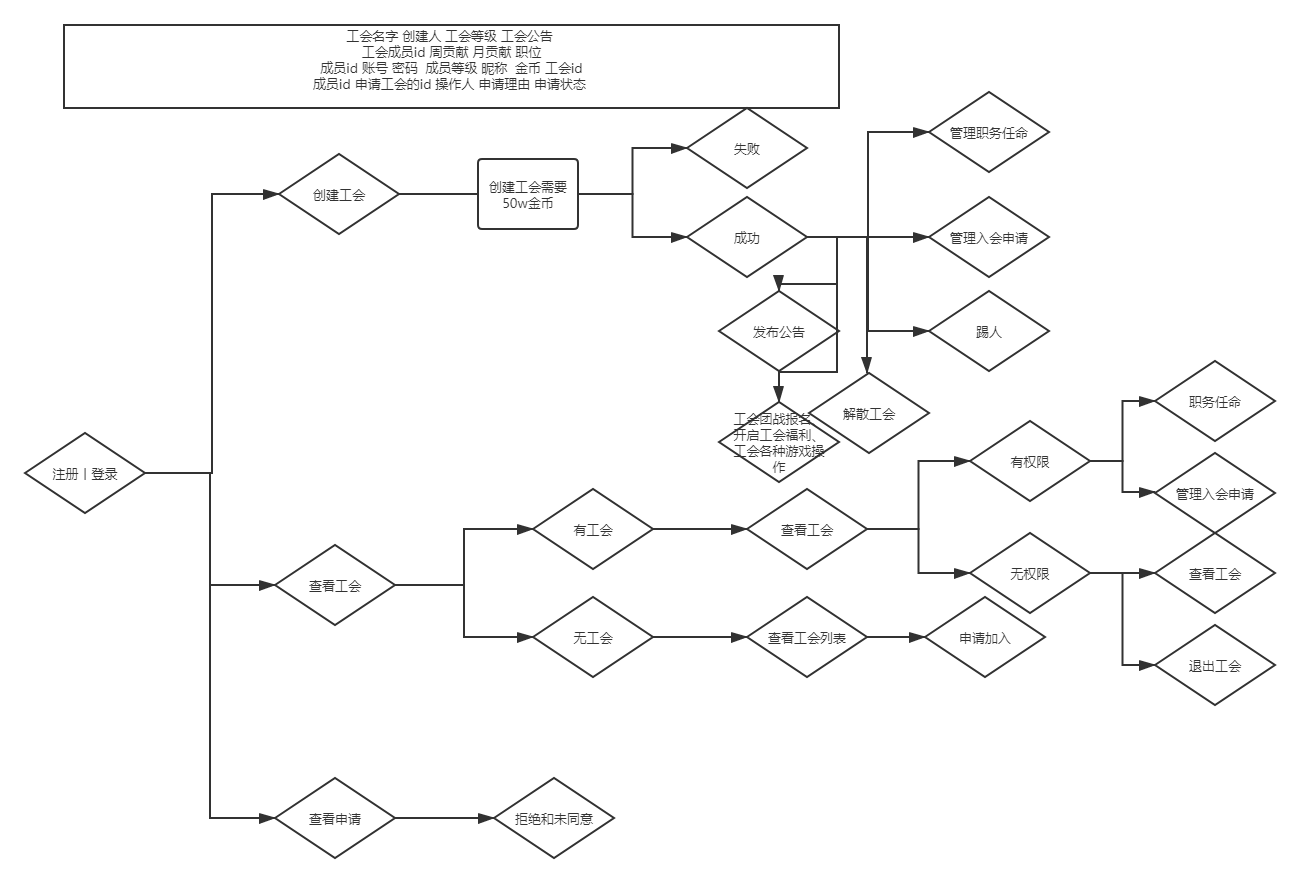 工会名字 创建人 工会等级 工会公告
工会成员id 周贡献 月贡献 职位
成员id 账号 密码 成员等级 昵称 金币 工会id
成员id 申请工会的id 操作人 申请理由 申请状态
管理职务任命
失败
创建工会
创建工会需要
50w金币
成功
管理入会申请
发布公告
踢人
工会团战报名、
开启工会福利、
工会各种游戏操
作
解散工会
职务任命
注册丨登录
有权限
管理入会申请
有工会
查看工会
查看工会
无权限
查看工会
无工会
查看工会列表
申请加入
退出工会
查看申请
拒绝和未同意